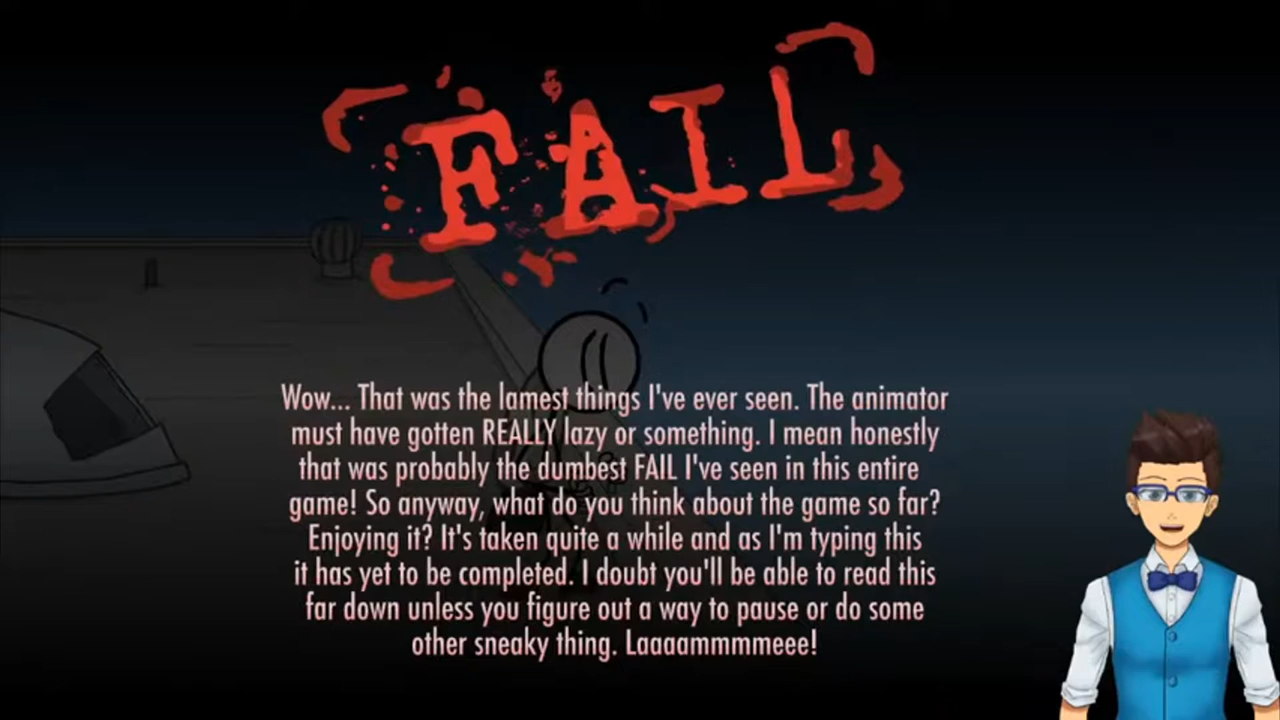 FAIL
Wow... That was the lamest things I've ever seen. The animator
must have gotten REALLY lazy or something. I mean honestly
that was probably the dumbest FAIL I've seen in this entire
game! So anyway, what do you think about the game so far?
Enjoying it? It's taken quite a while and as I'm typing this
it has yet to be completed. I doubt you'll be able to read this
far down unless you figure out a way to pause or do some
other sneaky thing. Laaaammmmeee!